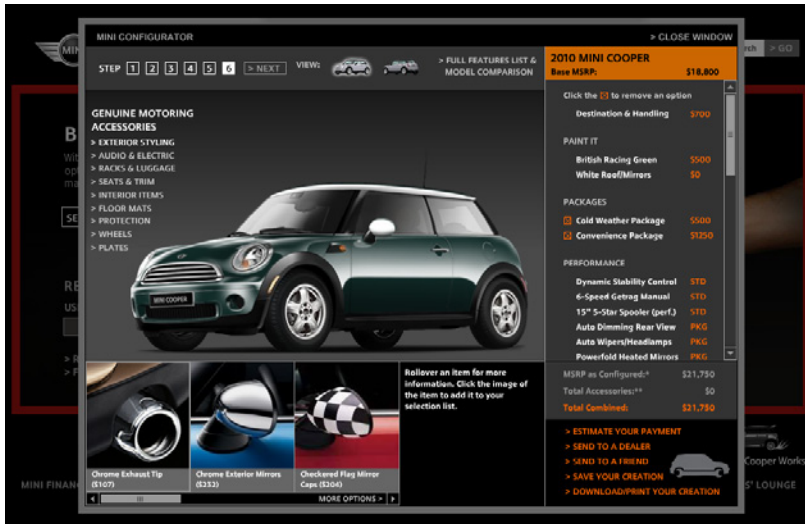 MINI CONFIGURATOR
> CLOSE WINDOW
STEP 1 2 3 4 5 6 > NEXT VIEW:
> FULL FEATURES LIST &
MODEL COMPARISON
2010 MINI COOPER
Base MSRP: $18,800
> GO
Click the ☒ to remove an option
Destination & Handling $700
PAINT IT
British Racing Green $500
White Roof/Mirrors $0
PACKAGES
☒ Cold Weather Package $500
☒ Convenience Package $1250
PERFORMANCE
Dynamic Stability Control STD
6-Speed Getrag Manual STD
15" 5-Star Spooler (perf.) STD
Auto Dimming Rear View PKG
Auto Wipers/Headlamps PKG
Powerfold Heated Mirrors PKG
MSRP as Configured:* $21,750
Total Accessories:** $0
Total Combined: $21,750
> ESTIMATE YOUR PAYMENT
> SEND TO A DEALER
> SEND TO A FRIEND
> SAVE YOUR CREATION
> DOWNLOAD/PRINT YOUR CREATION
GENUINE MOTORING
ACCESSORIES
> EXTERIOR STYLING
> AUDIO & ELECTRIC
> RACKS & LUGGAGE
> SEATS & TRIM
> INTERIOR ITEMS
> FLOOR MATS
> PROTECTION
> WHEELS
> PLATES
MINI COOPER
Rollover an item for more
information. Click the image of
the item to add it to your
selection list.
Chrome Exhaust Tip
($107)
Chrome Exterior Mirrors
($232)
Checkered Flag Mirror
Caps ($204)
MORE OPTIONS >
MINI FINAN
Cooper Works
S' LOUNGE